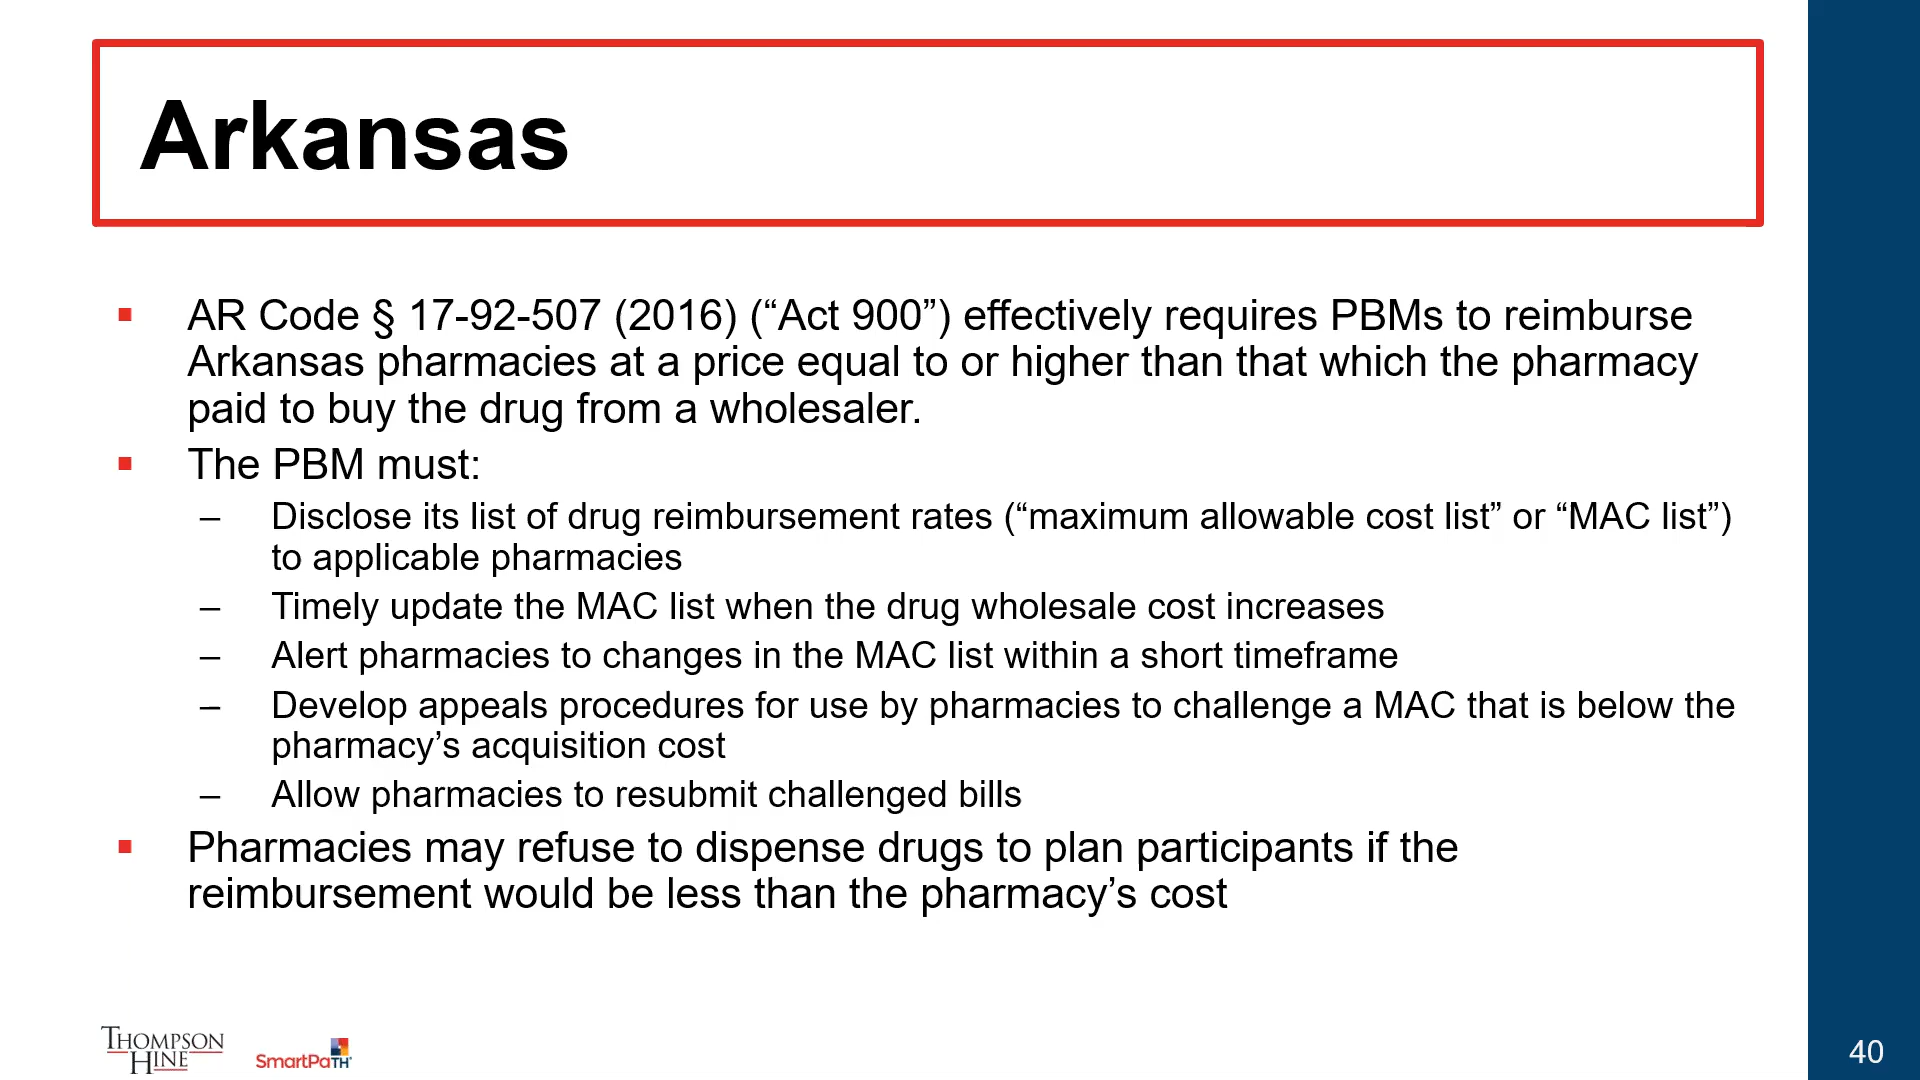 Arkansas
▪ AR Code § 17-92-507 (2016) (“Act 900”) effectively requires PBMs to reimburse
Arkansas pharmacies at a price equal to or higher than that which the pharmacy
paid to buy the drug from a wholesaler.
▪ The PBM must:
– Disclose its list of drug reimbursement rates (“maximum allowable cost list” or “MAC list”)
to applicable pharmacies
– Timely update the MAC list when the drug wholesale cost increases
– Alert pharmacies to changes in the MAC list within a short timeframe
– Develop appeals procedures for use by pharmacies to challenge a MAC that is below the
pharmacy’s acquisition cost
– Allow pharmacies to resubmit challenged bills
▪ Pharmacies may refuse to dispense drugs to plan participants if the
reimbursement would be less than the pharmacy’s cost
THOMPSON
HINE
SmartPaTH
40